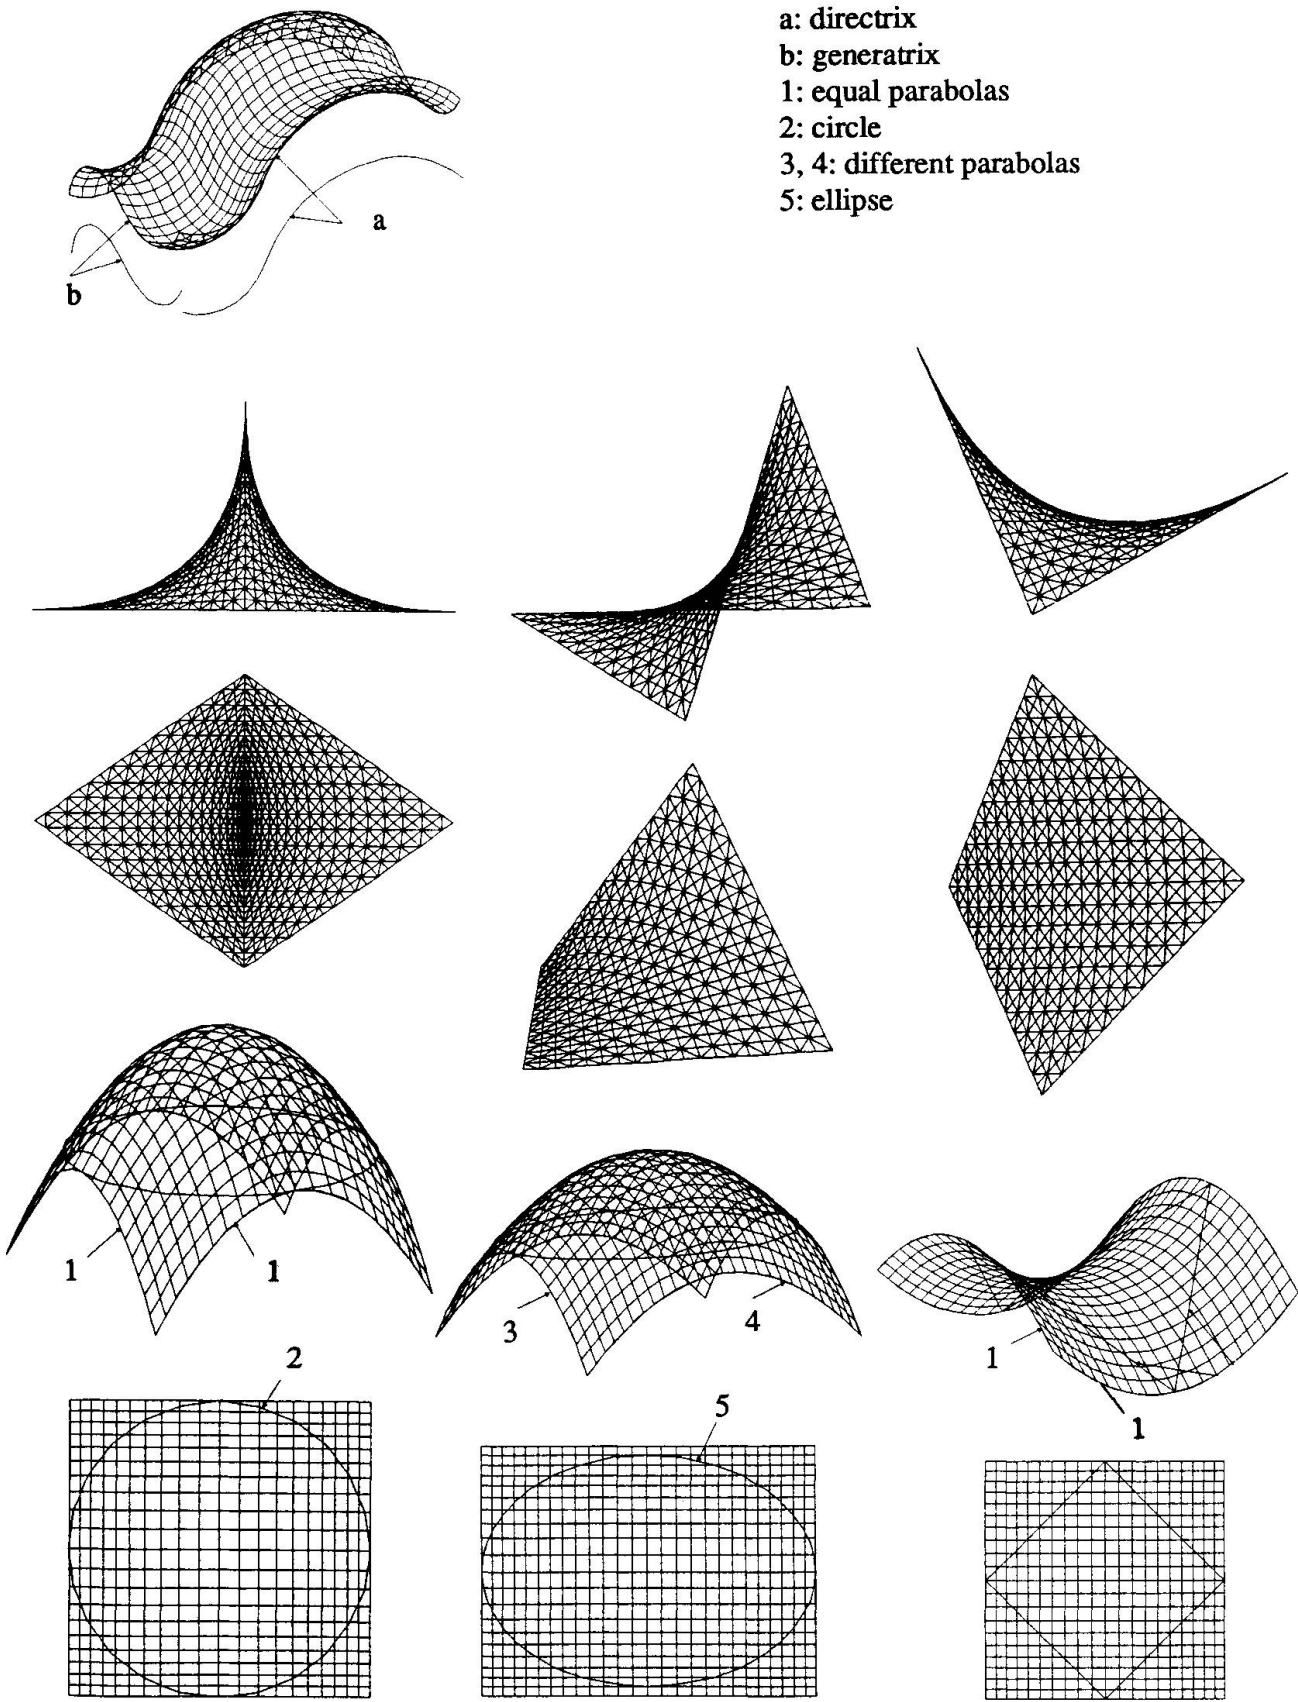 a: directrix
b: generatrix
1: equal parabolas
2: circle
3, 4: different parabolas
5: ellipse
a
b
1
1
3
4
1
1
2
5